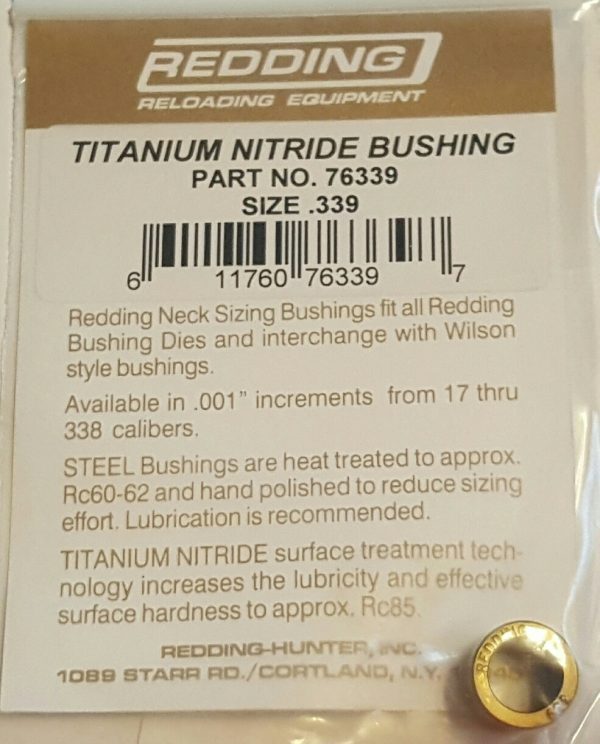 REDDING
RELOADING EQUIPMENT
TITANIUM NITRIDE BUSHING
PART NO. 76339
SIZE .339
6 11760 76339 7
Redding Neck Sizing Bushings fit all Redding
Bushing Dies and interchange with Wilson
style bushings.
Available in .001" increments from 17 thru
338 calibers.
STEEL Bushings are heat treated to approx.
Rc60-62 and hand polished to reduce sizing
effort. Lubrication is recommended.
TITANIUM NITRIDE surface treatment tech-
nology increases the lubricity and effective
surface hardness to approx. Rc85.
REDDING-HUNTER, INC.
1089 STARR RD./CORTLAND, N.Y.
REDDING